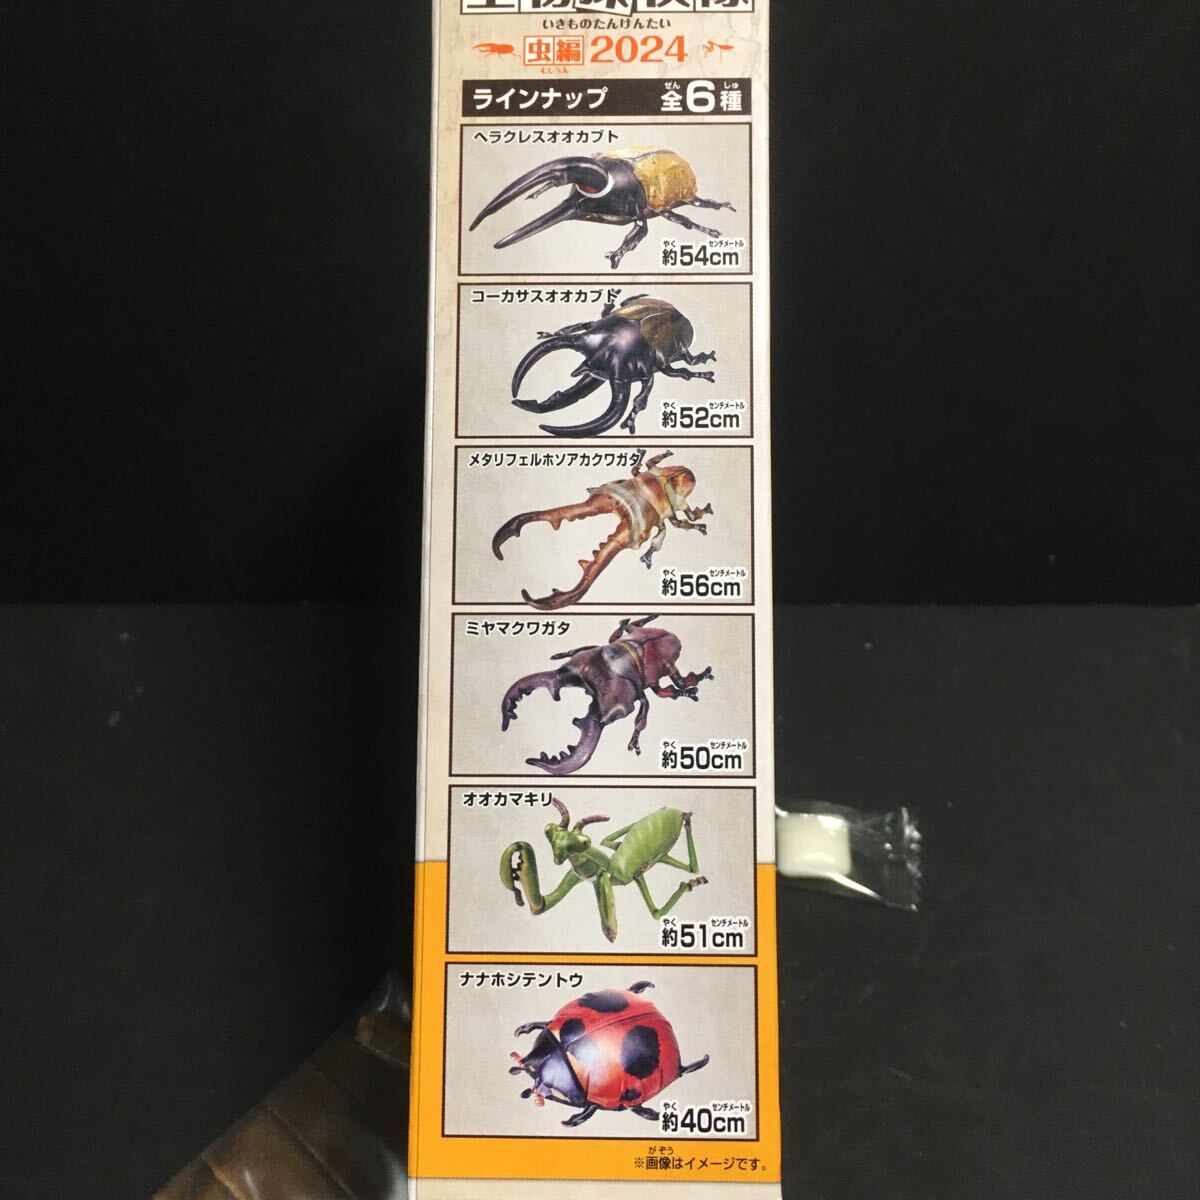 いきものたんけんたい
虫編2024
むしへん
ラインナップ 全6種
ぜん しゅ
ヘラクレスオオカブト
やく センチメートル
約54cm
コーカサスオオカブト
やく センチメートル
約52cm
メタリフェルホソアカクワガタ
やく センチメートル
約56cm
ミヤマクワガタ
やく センチメートル
約50cm
オオカマキリ
やく センチメートル
約51cm
ナナホシテントウ
やく センチメートル
約40cm
がぞう
※画像はイメージです。